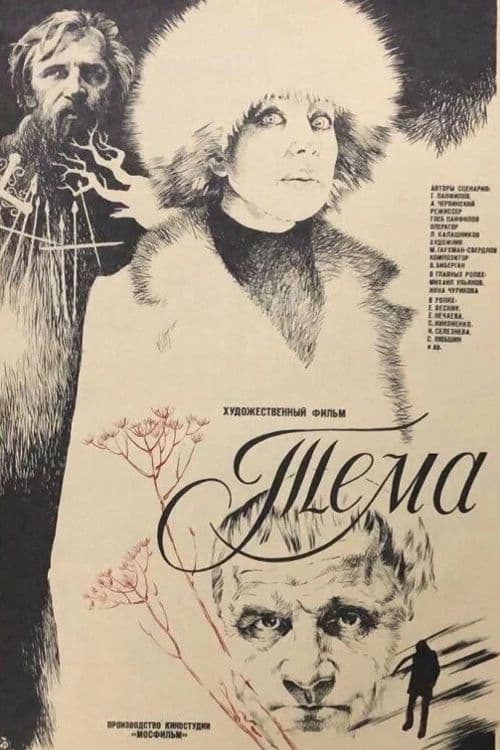 АВТОРЫ СЦЕНАРИЯ:
Г. ПАНФИЛОВ,
А. ЧЕРВИНСКИЙ
РЕЖИССЕР
ГЛЕБ ПАНФИЛОВ
ОПЕРАТОР
Л. КАЛАШНИКОВ
ХУДОЖНИК
М. ГАУХМАН-СВЕРДЛОВ
КОМПОЗИТОР
В. БИБЕРГАН
В ГЛАВНЫХ РОЛЯХ:
МИХАИЛ УЛЬЯНОВ,
ИННА ЧУРИКОВА
В РОЛЯХ:
Е. ВЕСНИК,
Е. НЕЧАЕВА,
С. НИКОНЕНКО,
Н. СЕЛЕЗНЕВА,
С. ЛЮБШИН
и др.
ХУДОЖЕСТВЕННЫЙ ФИЛЬМ
Тема
ПРОИЗВОДСТВО КИНОСТУДИИ
«МОСФИЛЬМ»